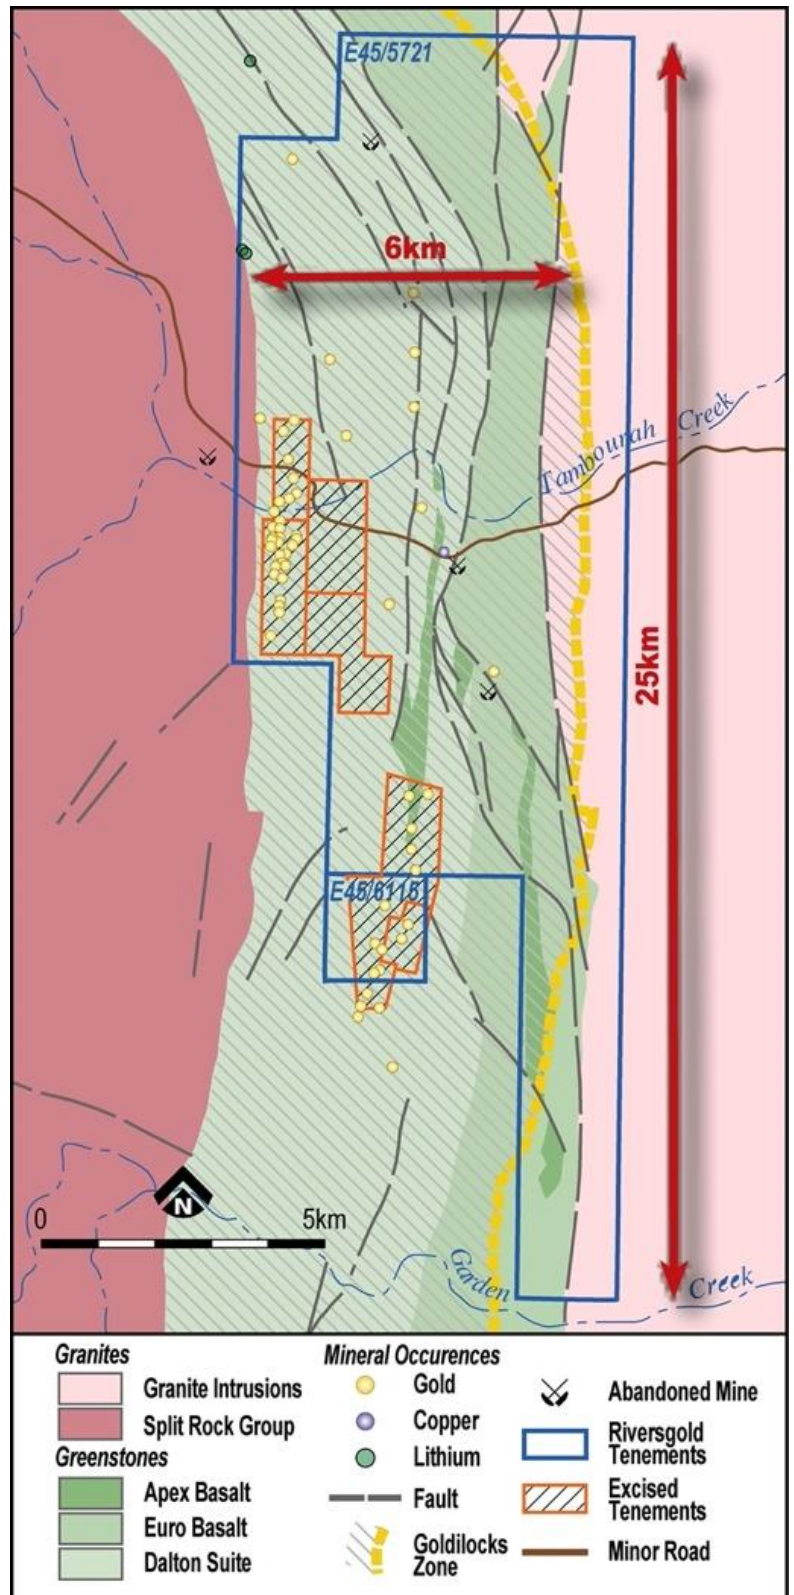 E45/5721
6km
Tambourah Creek
25km
E45/6115
N
0 5km
Garden Creek
Granites
Granite Intrusions
Split Rock Group
Greenstones
Apex Basalt
Euro Basalt
Dalton Suite
Mineral Occurences
Gold
Copper
Lithium
Fault
Goldilocks
Zone
Abandoned Mine
Riversgold
Tenements
Excised
Tenements
Minor Road